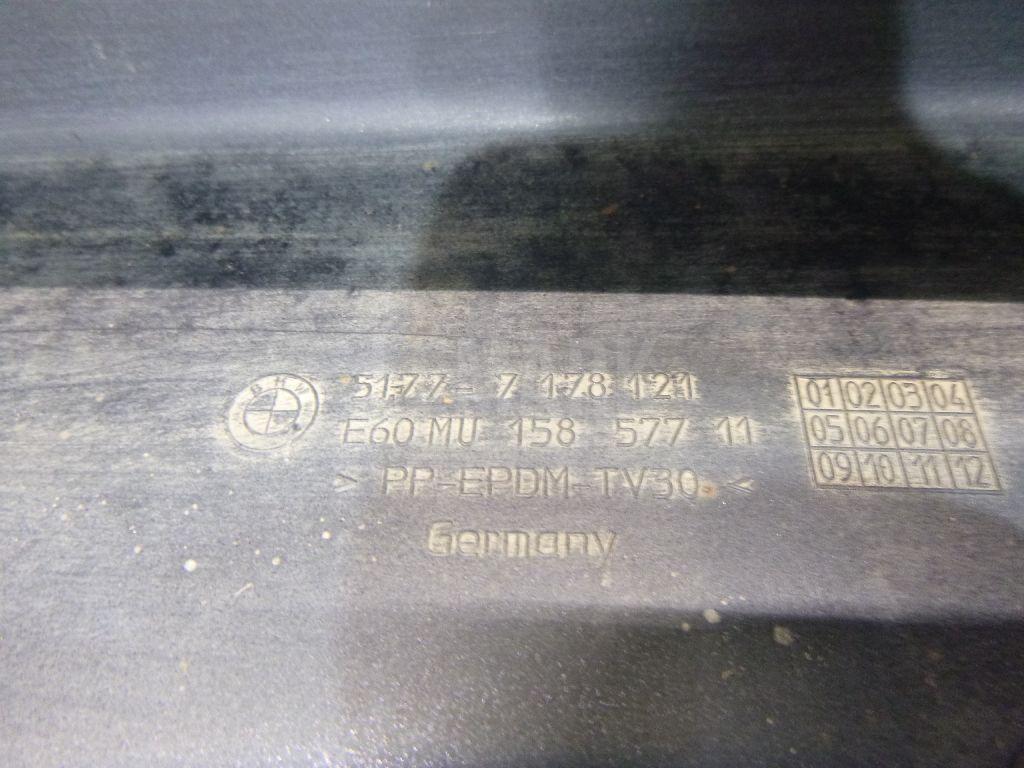 BMW
5177-7 178 121
E60 MU 158 577 11
> PP-EPDM-TV30 <
Germany
01 02 03 04
05 06 07 08
09 10 11 12